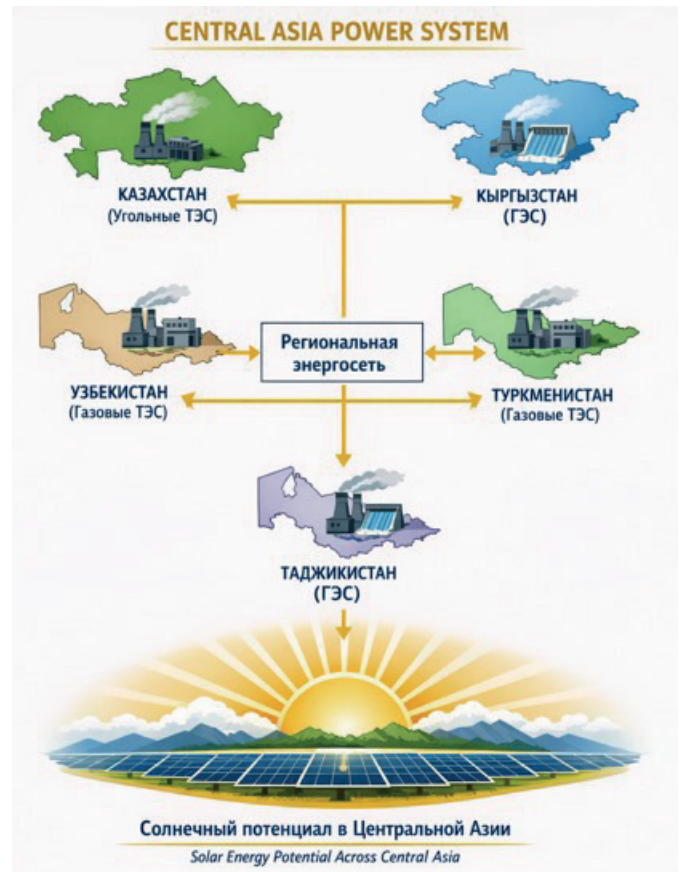 CENTRAL ASIA POWER SYSTEM
КАЗАХСТАН
(Угольные ТЭС)
КЫРГЫЗСТАН
(ГЭС)
Региональная
энергосеть
УЗБЕКИСТАН
(Газовые ТЭС)
ТУРКМЕНИСТАН
(Газовые ТЭС)
ТАДЖИКИСТАН
(ГЭС)
Солнечный потенциал в Центральной Азии
Solar Energy Potential Across Central Asia